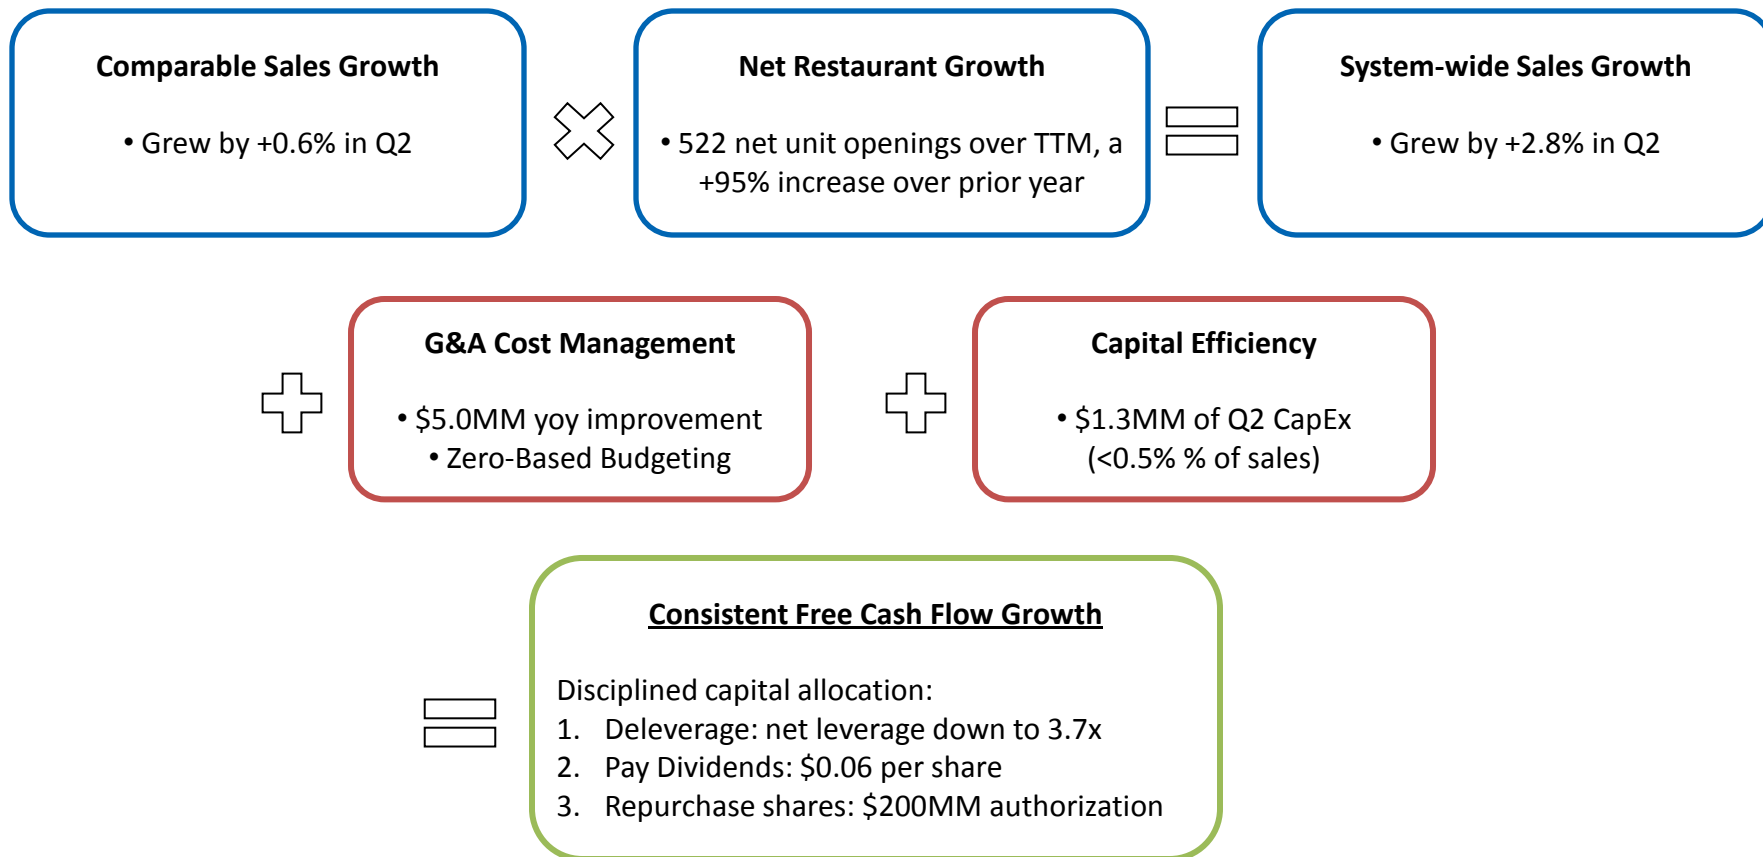 Comparable Sales Growth
• Grew by +0.6% in Q2
Net Restaurant Growth
• 522 net unit openings over TTM, a
+95% increase over prior year
System-wide Sales Growth
• Grew by +2.8% in Q2
G&A Cost Management
• $5.0MM yoy improvement
• Zero-Based Budgeting
Capital Efficiency
• $1.3MM of Q2 CapEx
(<0.5% % of sales)
Consistent Free Cash Flow Growth
Disciplined capital allocation:
1. Deleverage: net leverage down to 3.7x
2. Pay Dividends: $0.06 per share
3. Repurchase shares: $200MM authorization